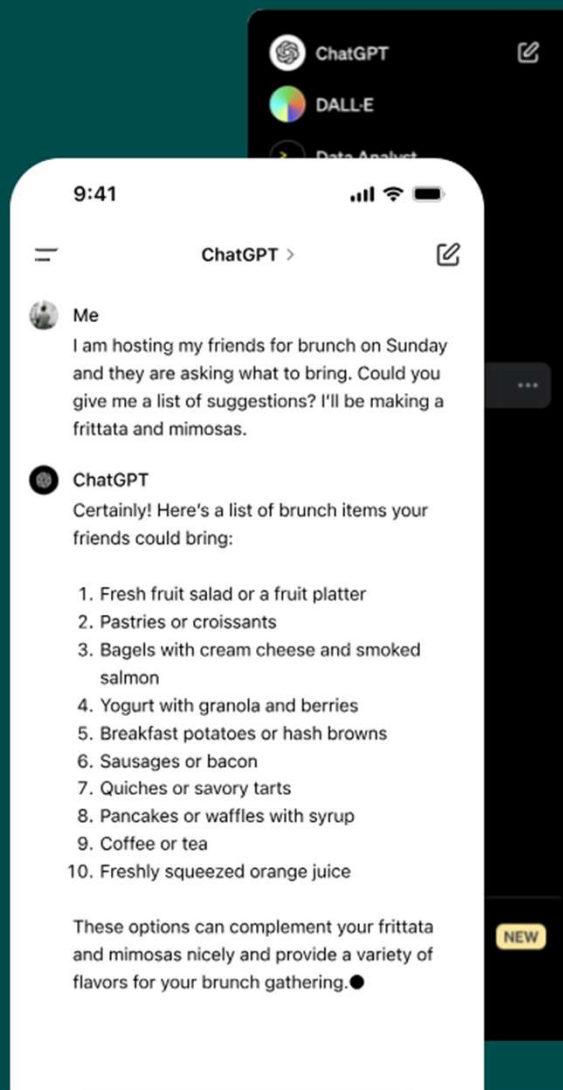 ChatGPT
DALL·E
Data Analyst
9:41
ChatGPT
Me
I am hosting my friends for brunch on Sunday
and they are asking what to bring. Could you
give me a list of suggestions? I'll be making a
frittata and mimosas.
ChatGPT
Certainly! Here's a list of brunch items your
friends could bring:
1. Fresh fruit salad or a fruit platter
2. Pastries or croissants
3. Bagels with cream cheese and smoked
salmon
4. Yogurt with granola and berries
5. Breakfast potatoes or hash browns
6. Sausages or bacon
7. Quiches or savory tarts
8. Pancakes or waffles with syrup
9. Coffee or tea
10. Freshly squeezed orange juice
These options can complement your frittata
and mimosas nicely and provide a variety of
flavors for your brunch gathering.
NEW